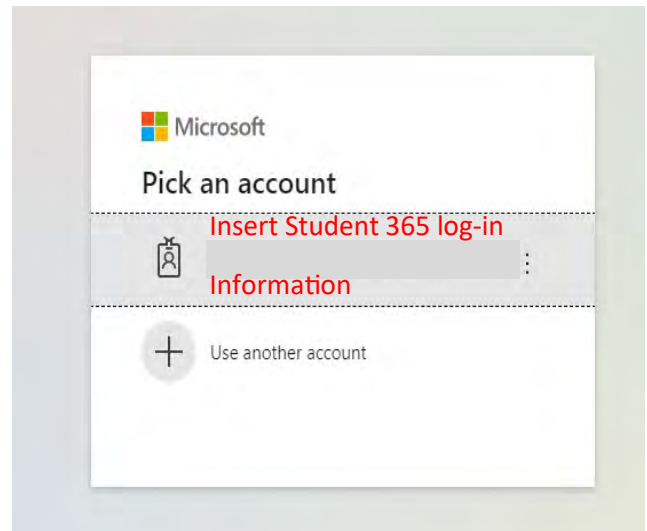 Microsoft
Pick an account
Insert Student 365 log-in
Information
Use another account